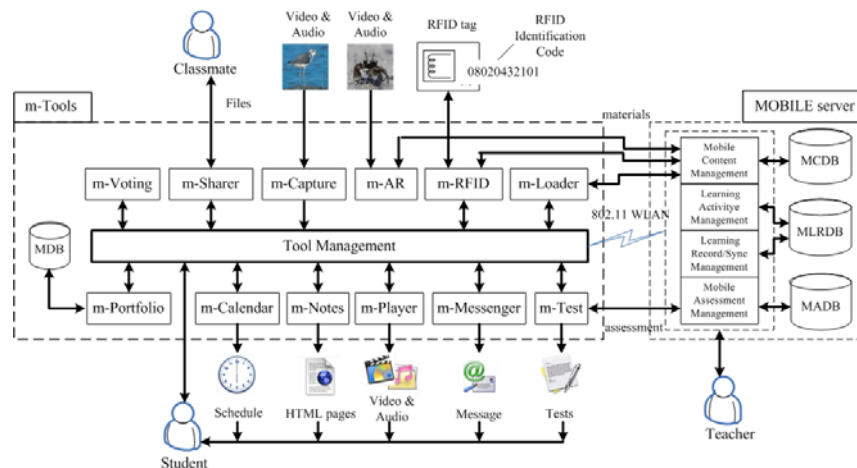 Video &
Audio
Video &
Audio
RFID tag
RFID
Identification
Code
08020432101
Classmate
m-Tools
Files
materials
MOBILE server
m-Voting
m-Sharer
m-Capture
m-AR
m-RFID
m-Loader
Mobile
Content
Management
MCDB
Learning
Activitye
Management
802.11 WLAN
MDB
Tool Management
MLRDB
Learning
Record/Sync
Management
m-Portfolio
m-Calendar
m-Notes
m-Player
m-Messenger
m-Test
Mobile
Assessment
Management
MADB
assessment
Schedule
HTML pages
Video &
Audio
Message
Tests
Student
Teacher